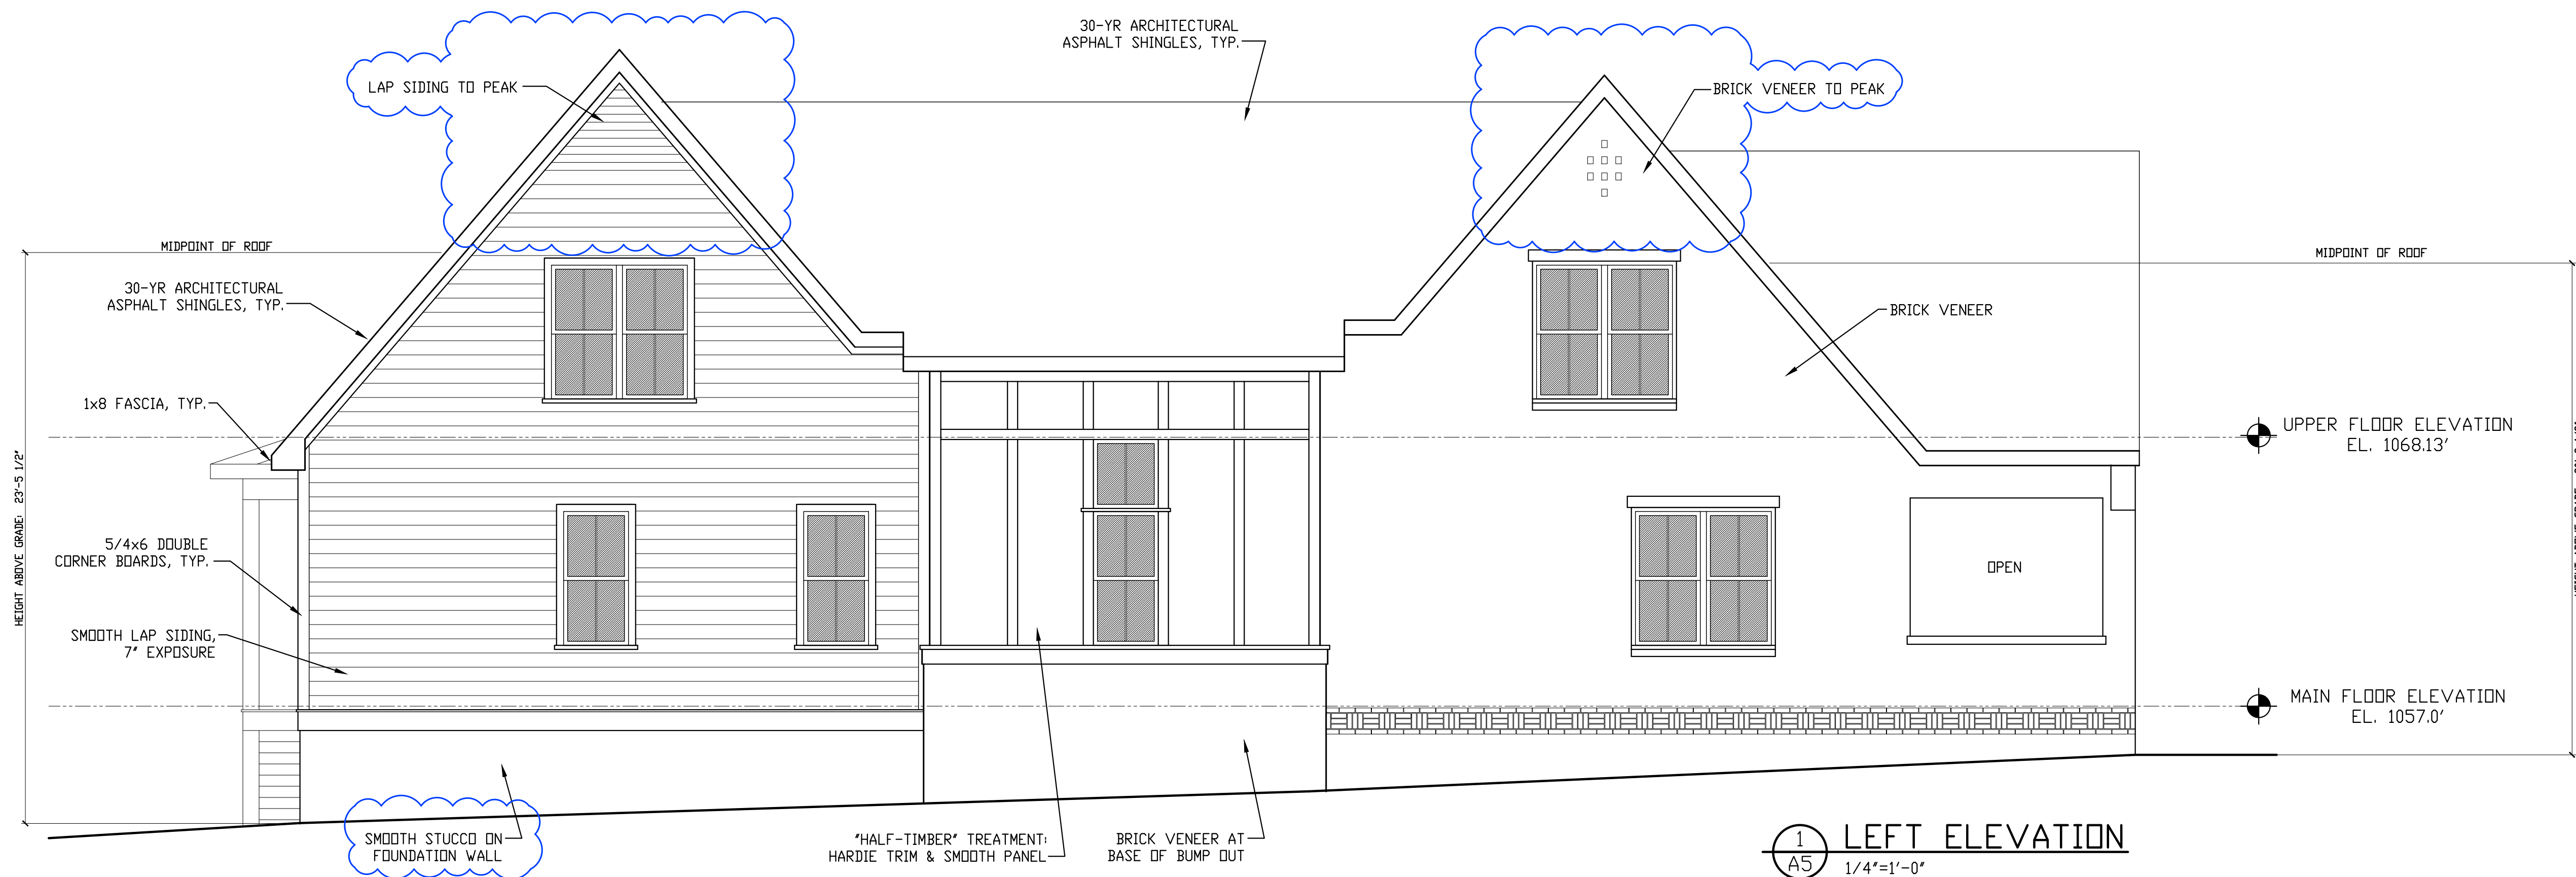 30-YR ARCHITECTURAL
ASPHALT SHINGLES, TYP.
LAP SIDING TO PEAK
BRICK VENEER TO PEAK
MIDPOINT OF ROOF
MIDPOINT OF ROOF
30-YR ARCHITECTURAL
ASPHALT SHINGLES, TYP.
BRICK VENEER
1x8 FASCIA, TYP.
UPPER FLOOR ELEVATION
EL. 1068.13'
HEIGHT ABOVE GRADE: 23'-5 1/2"
5/4x6 DOUBLE
CORNER BOARDS, TYP.
OPEN
SMOOTH LAP SIDING,
7" EXPOSURE
MAIN FLOOR ELEVATION
EL. 1057.0'
SMOOTH STUCCO ON
FOUNDATION WALL
"HALF-TIMBER" TREATMENT:
HARDIE TRIM & SMOOTH PANEL
BRICK VENEER AT
BASE OF BUMP OUT
1
A5
LEFT ELEVATION
1/4"=1'-0"